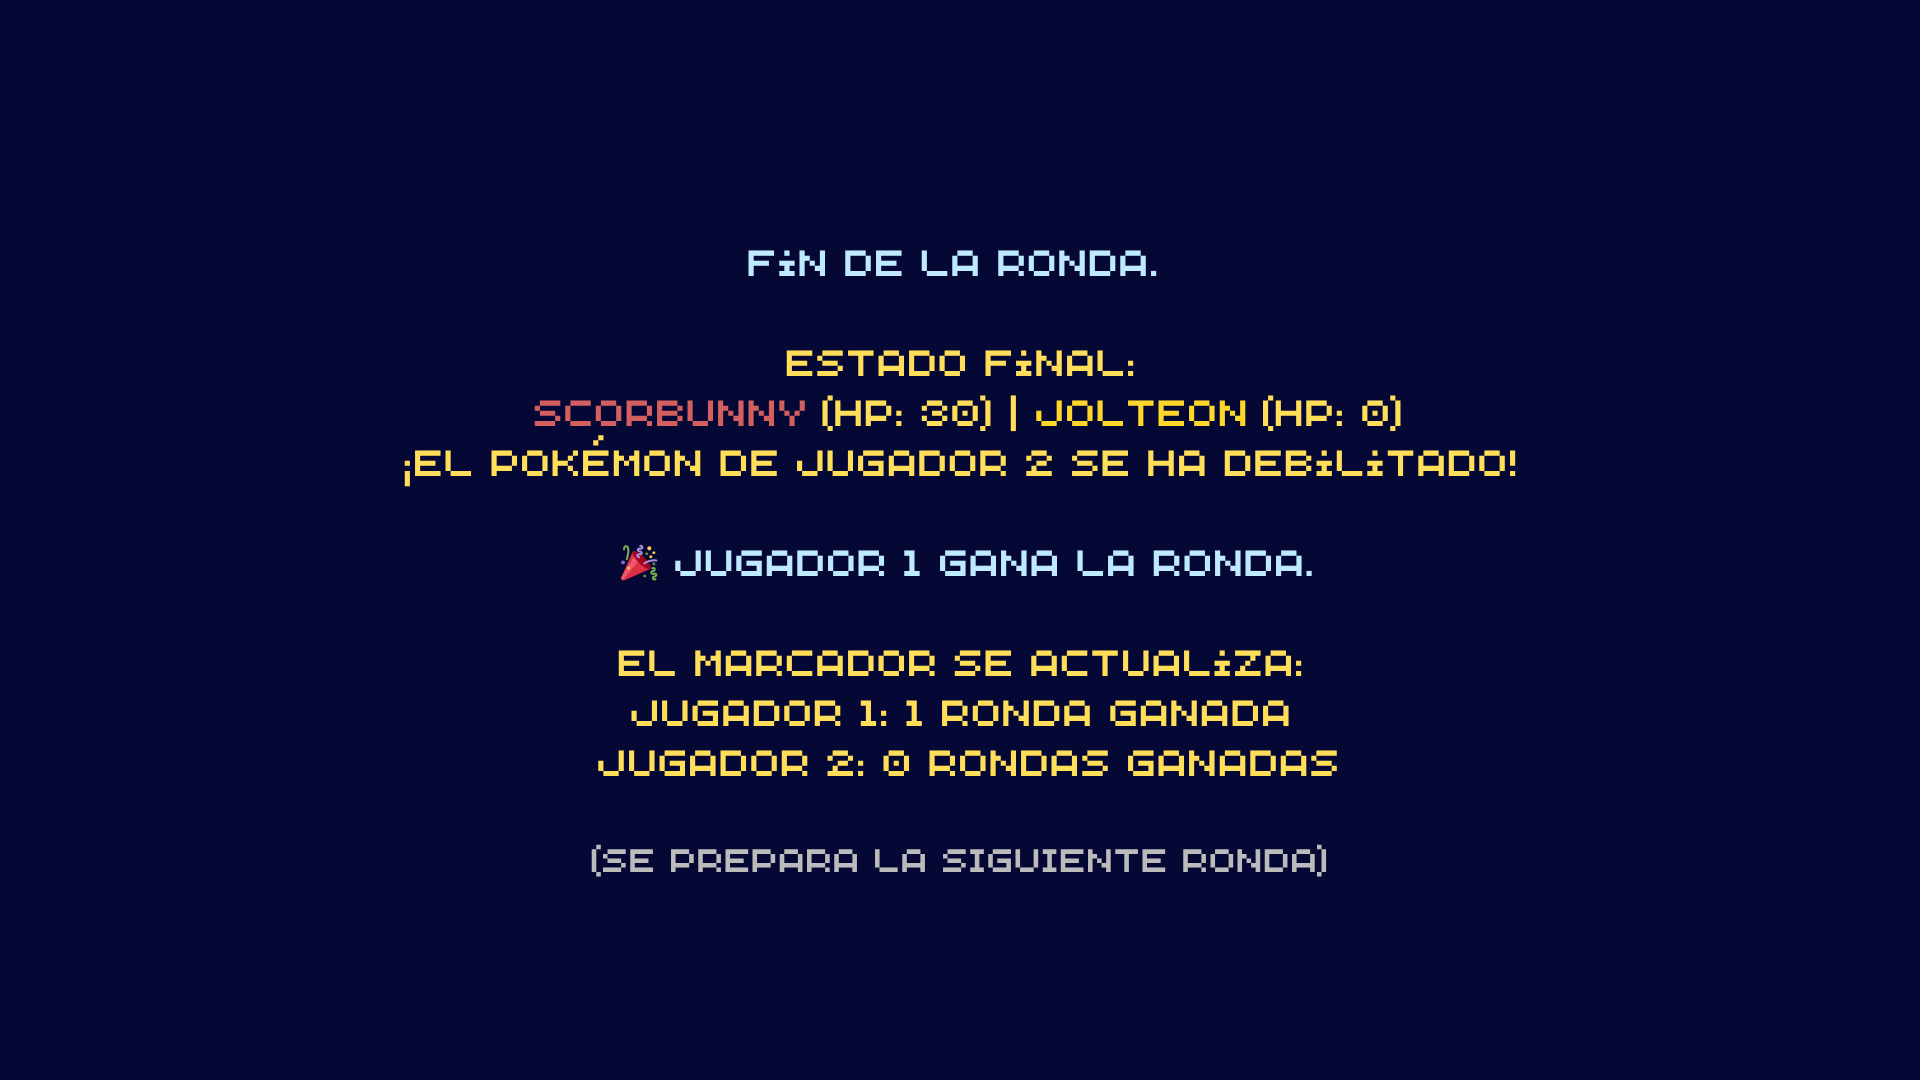 FIN DE LA RONDA.
ESTADO FINAL:
SCORBUNNY (HP: 30) | JOLTEON (HP: 0)
¡EL POKÉMON DE JUGADOR 2 SE HA DEBILITADO!
🎉 JUGADOR 1 GANA LA RONDA.
EL MARCADOR SE ACTUALIZA:
JUGADOR 1: 1 RONDA GANADA
JUGADOR 2: 0 RONDAS GANADAS
(SE PREPARA LA SIGUIENTE RONDA)